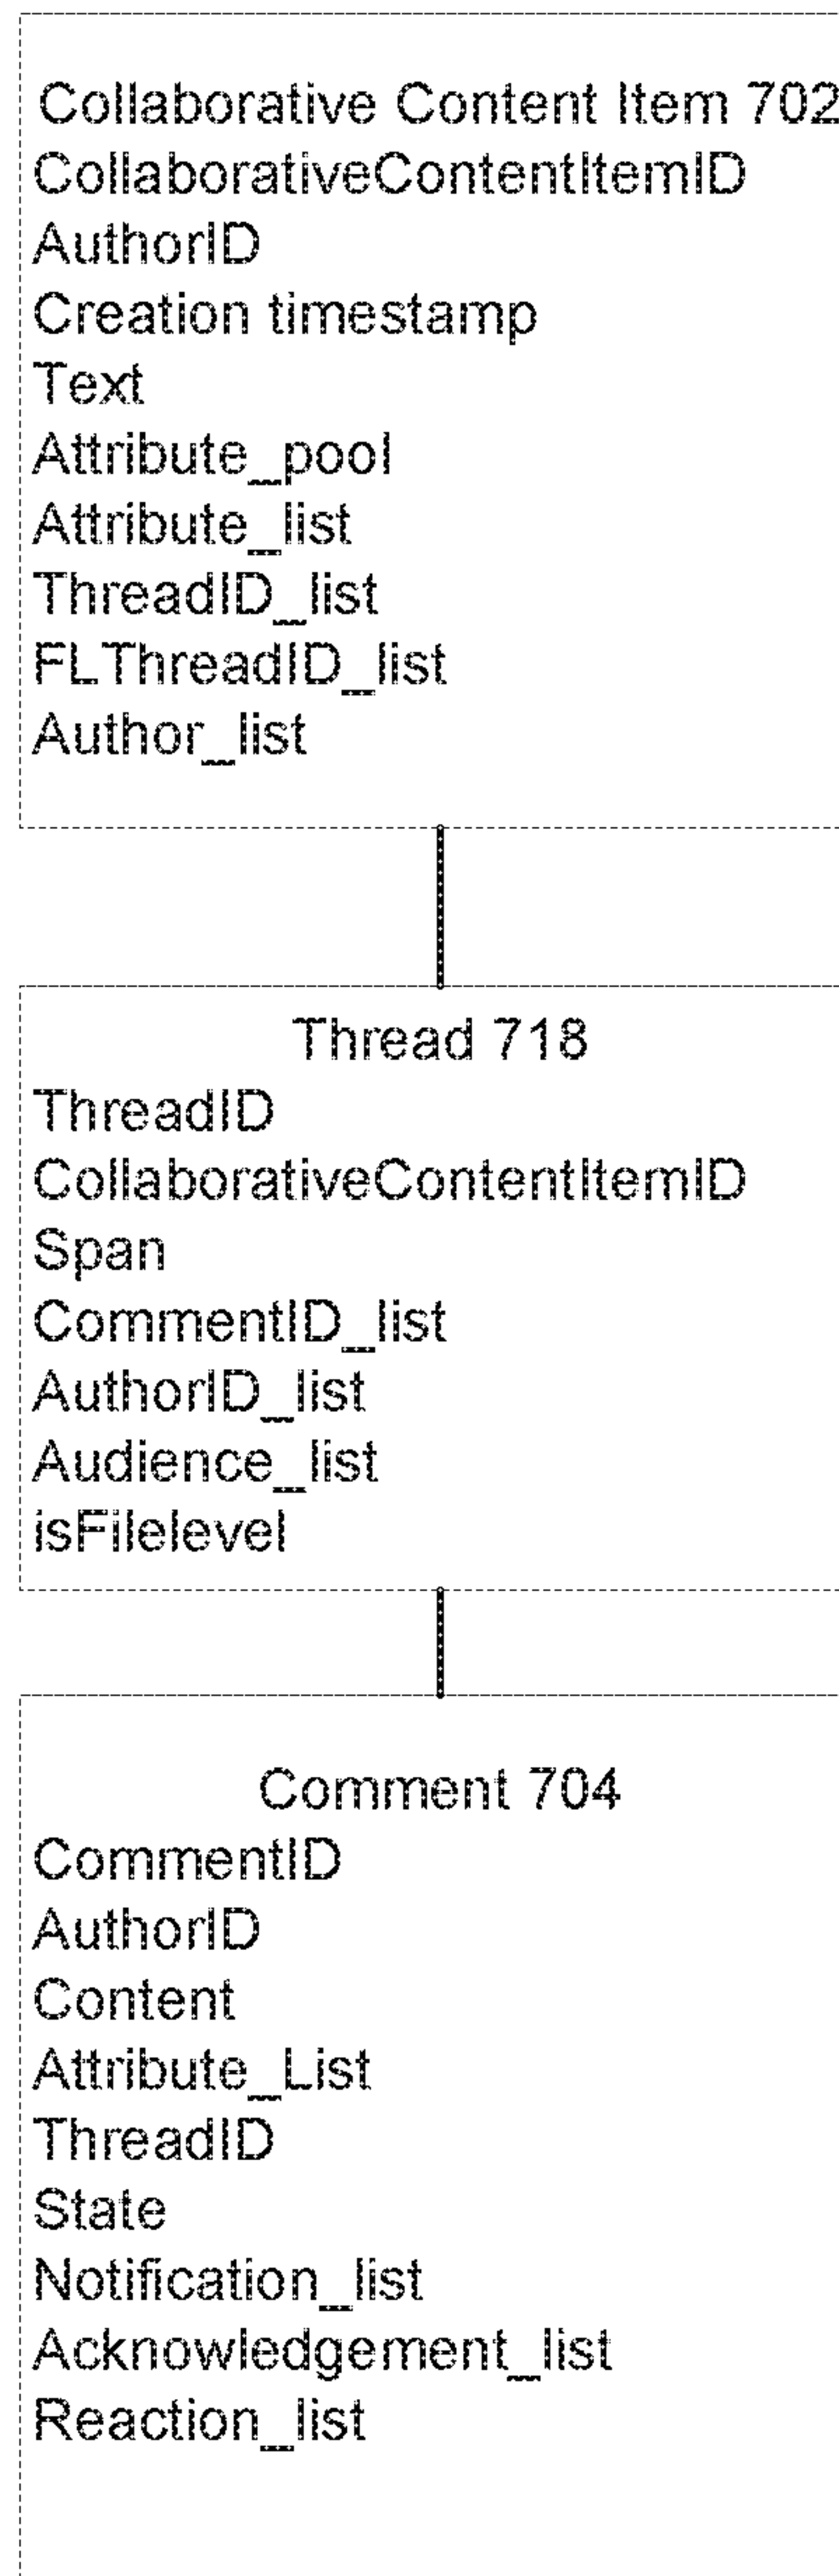 Collaborative Content Item 702
CollaborativeContentItemID
AuthorID
Creation timestamp
Text
Attribute_pool
Attribute_list
ThreadID_list
FLThreadID_list
Author_list
Thread 718
ThreadID
CollaborativeContentItemID
Span
CommentID_list
AuthorID_list
Audience_list
isFilelevel
Comment 704
CommentID
AuthorID
Content
Attribute_List
ThreadID
State
Notification_list
Acknowledgement_list
Reaction_list